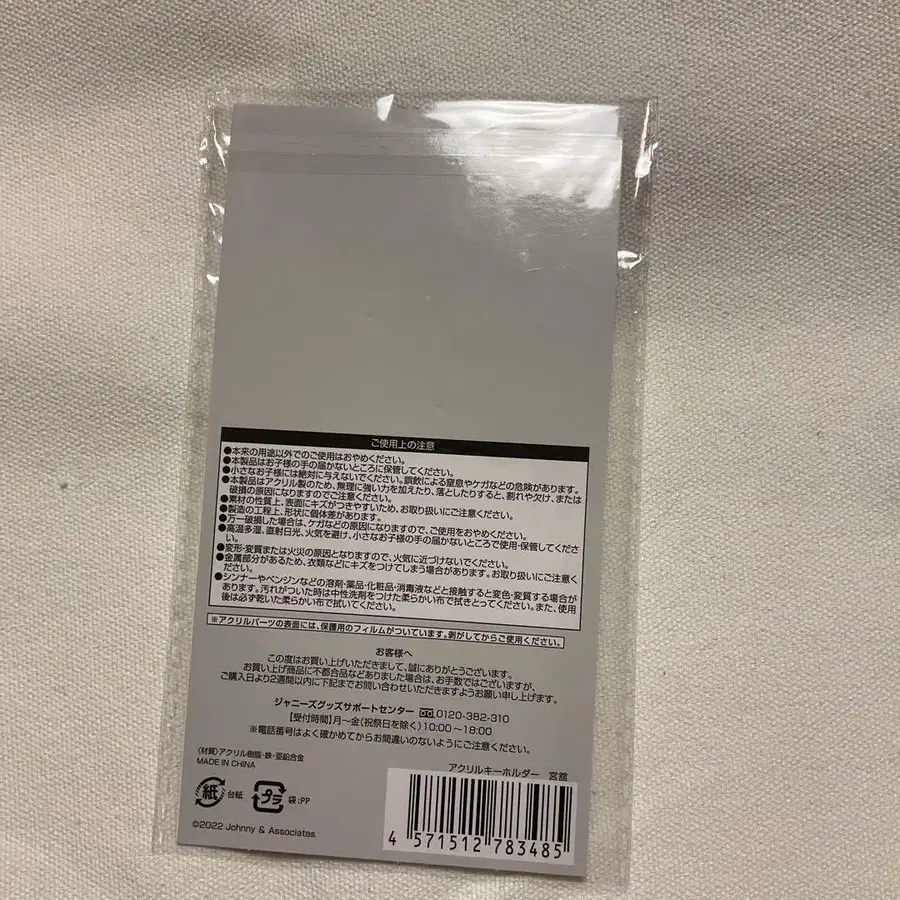 ご使用上の注意
●本来の用途以外でのご使用はおやめください。
●本製品はお子様の手の届かないところに保管してください。
●小さなお子様には絶対に与えないでください。誤飲による窒息やケガなどの危険があります。
●本製品はアクリル製のため、無理に強い力を加えたり、落としたりすると、割れや欠け、または
破損の原因になりますのでご注意ください。
●素材の性質上、表面にキズがつきやすいため、お取り扱いにご注意ください。
●製造の工程上、形状に個体差があります。
●万一破損した場合は、ケガなどの原因になりますので、ご使用をおやめください。
●高温多湿、直射日光、火気を避け、小さなお子様の手の届かないところで使用・保管してくださ
い。
●変形・変質または火災の原因となりますので、火気に近づけないでください。
●金属部分があるため、衣類などにキズをつけてしまう場合があります。お取り扱いにご注意くだ
さい。
●シンナーやベンジンなどの溶剤・薬品・化粧品・消毒液などと接触すると変色・変質する場合が
あります。汚れがついた時は中性洗剤をつけた柔らかい布で拭きとってください。また、使用
後は必ず乾いた柔らかい布で拭いてください。
※アクリルパーツの表面には、保護用のフィルムがついています。剥がしてからご使用ください。
お客様へ
この度はお買い上げいただきまして、誠にありがとうございます。
お買い上げ商品に不都合品などありました場合は、お手数ではございますが、
ご購入日より2週間以内に下記までお問い合わせいただきますようお願い申し上げます。
ジャニーズグッズサポートセンター 0120-382-310
【受付時間】月〜金(祝祭日を除く)10:00〜18:00
※電話番号はよく確かめてからお間違いのないようにご注意ください。
〈材質〉アクリル樹脂・鉄・亜鉛合金
MADE IN CHINA
アクリルキーホルダー 宮舘
紙 台紙 プラ 袋:PP
©2022 Johnny & Associates
4 571512 783485